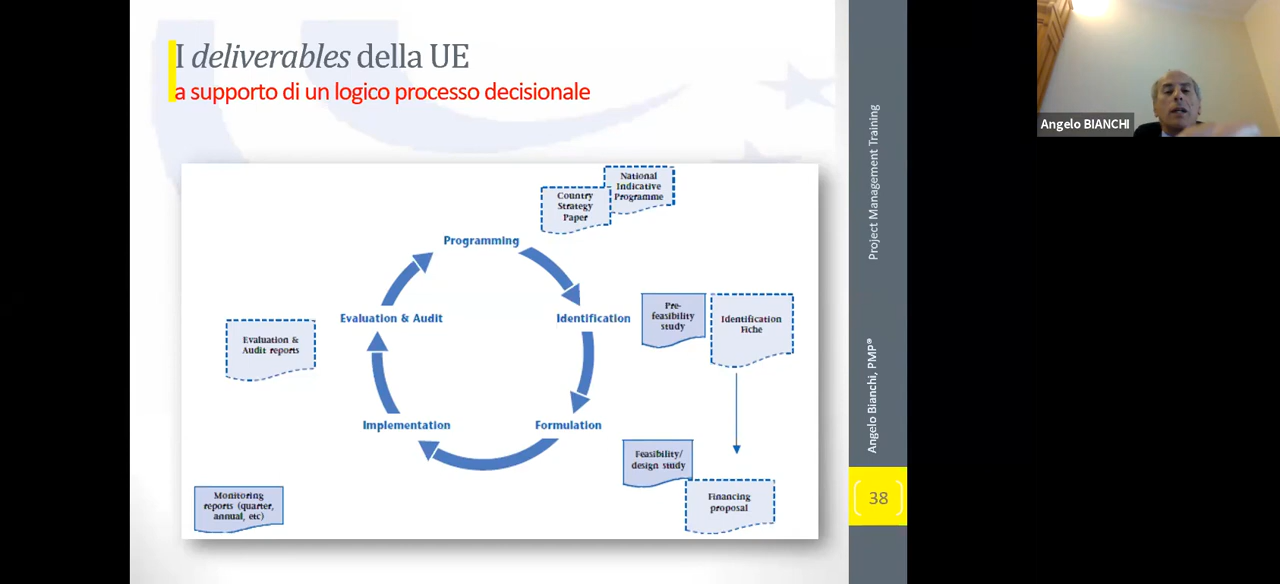 I deliverables della UE
a supporto di un logico processo decisionale
National
Indicative
Programme
Country
Strategy
Paper
Programming
Identification
Pre-
feasibility
study
Identification
Fiche
Evaluation & Audit
Evaluation &
Audit reports
Implementation
Formulation
Feasibility/
design study
Financing
proposal
Monitoring
reports (quarter,
annual, etc)
Project Management Training
Angelo Bianchi, PMP®
38
Angelo BIANCHI